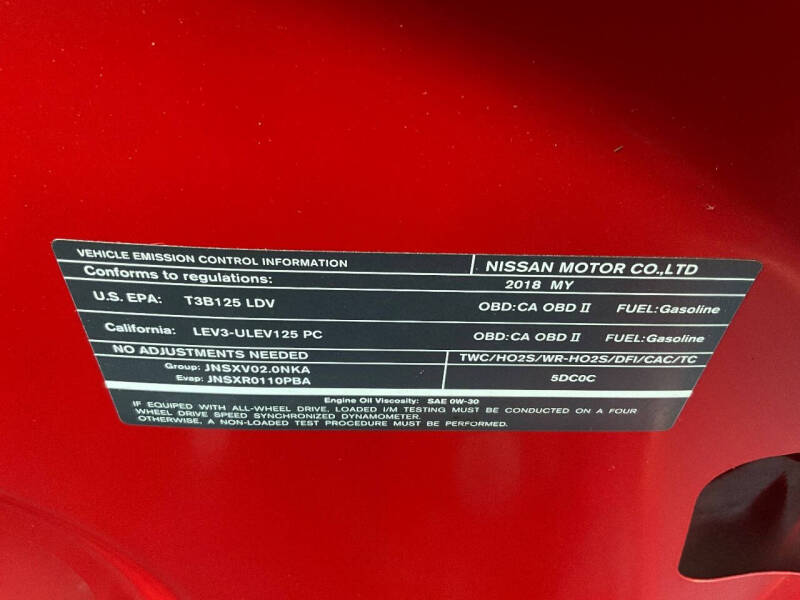 VEHICLE EMISSION CONTROL INFORMATION
NISSAN MOTOR CO.,LTD
Conforms to regulations:
2018 MY
U.S. EPA: T3B125 LDV OBD:CA OBD II FUEL:Gasoline
California: LEV3-ULEV125 PC OBD:CA OBD II FUEL:Gasoline
NO ADJUSTMENTS NEEDED
TWC/HO2S/WR-HO2S/DFI/CAC/TC
Group: JNSXV02.0NKA
Evap: JNSXR0110PBA
5DC0C
Engine Oil Viscosity: SAE 0W-30
IF EQUIPED WITH ALL-WHEEL DRIVE, LOADED I/M TESTING MUST BE CONDUCTED ON A FOUR
WHEEL DRIVE SPEED SYNCHRONIZED DYNAMOMETER.
OTHERWISE, A NON-LOADED TEST PROCEDURE MUST BE PERFORMED.